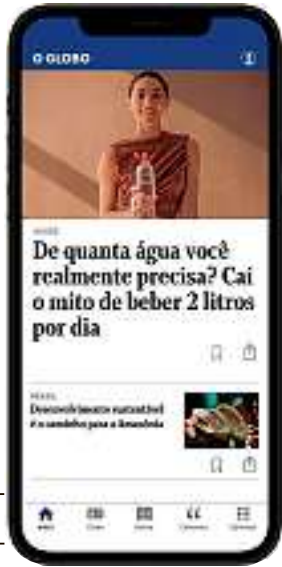 O GLOBO
De quanta água você
realmente precisa? Cai
o mito de beber 2 litros
por dia
BRASIL
Desenvolvimento sustentável
é o caminho para a Amazônia